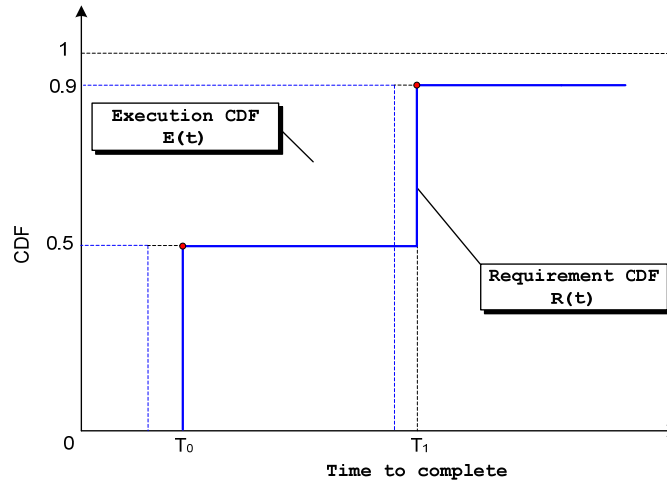 1
0.9
Execution CDF
E(t)
CDF
0.5
Requirement CDF
R(t)
0
T0
T1
Time to complete